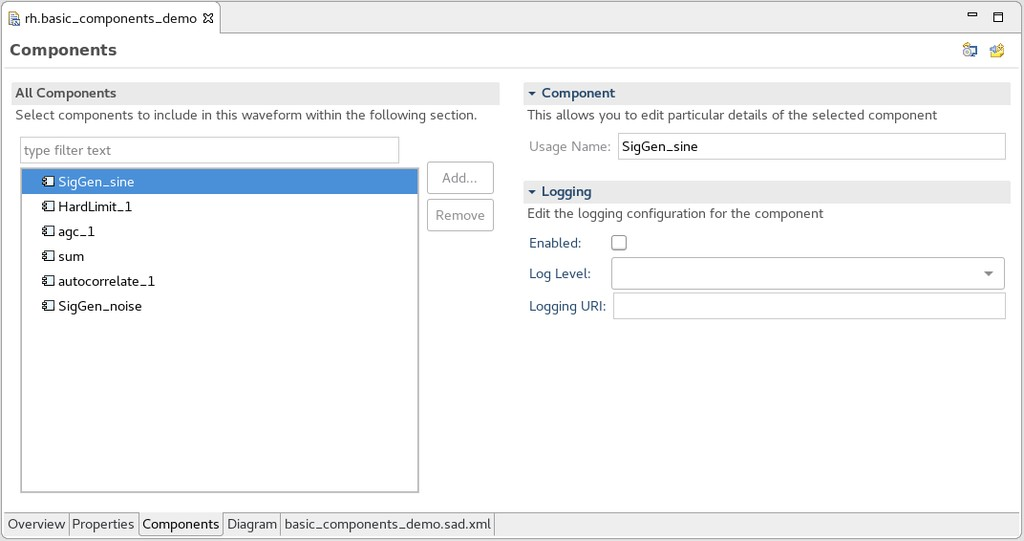 rh.basic_components_demo
Components
All Components
Select components to include in this waveform within the following section.
type filter text
SigGen_sine
HardLimit_1
agc_1
sum
autocorrelate_1
SigGen_noise
Add...
Remove
Component
This allows you to edit particular details of the selected component
Usage Name: SigGen_sine
Logging
Edit the logging configuration for the component
Enabled:
Log Level:
Logging URI:
Overview Properties Components Diagram basic_components_demo.sad.xml